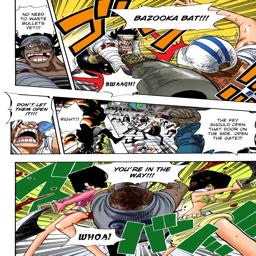 NO NEED
TO WASTE
BULLETS
YET!!!
BAZOOKA BAT!!!
BWAAGH!
DON'T LET
THEM OPEN
IT!!!
RIGHT!!
THE KEY
SHOULD OPEN
THAT DOOR ON
THE SIDE. OPEN
THE GATE!!!
YOU'RE IN
THE WAY!!!
WHOA!